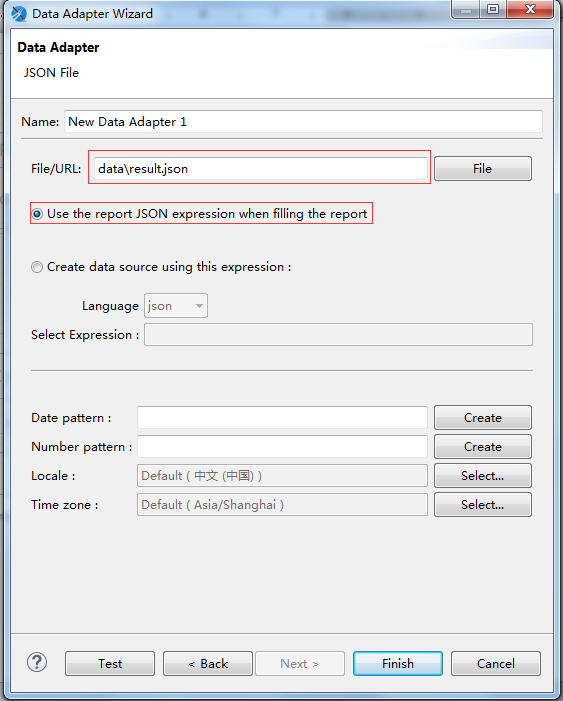 Data Adapter Wizard
Data Adapter
JSON File
Name: New Data Adapter 1
File/URL: data\result.json File
Use the report JSON expression when filling the report
Create data source using this expression :
Language json
Select Expression :
Date pattern : Create
Number pattern : Create
Locale : Default ( 中文 (中国) ) Select...
Time zone : Default ( Asia/Shanghai ) Select...
? Test < Back Next > Finish Cancel